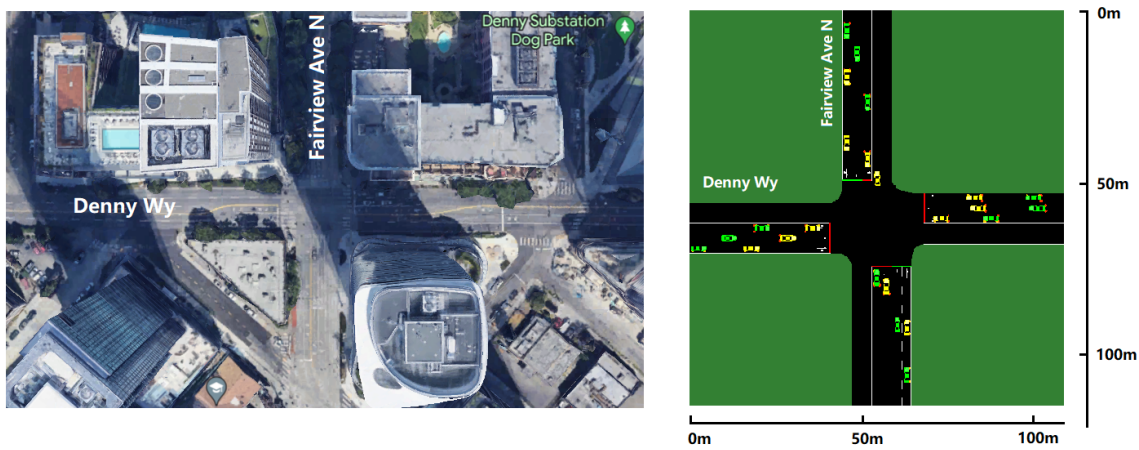 Denny Substation
Dog Park
Fairview Ave N
Denny Wy
Fairview Ave N
Denny Wy
0m
50m
100m
0m
50m
100m